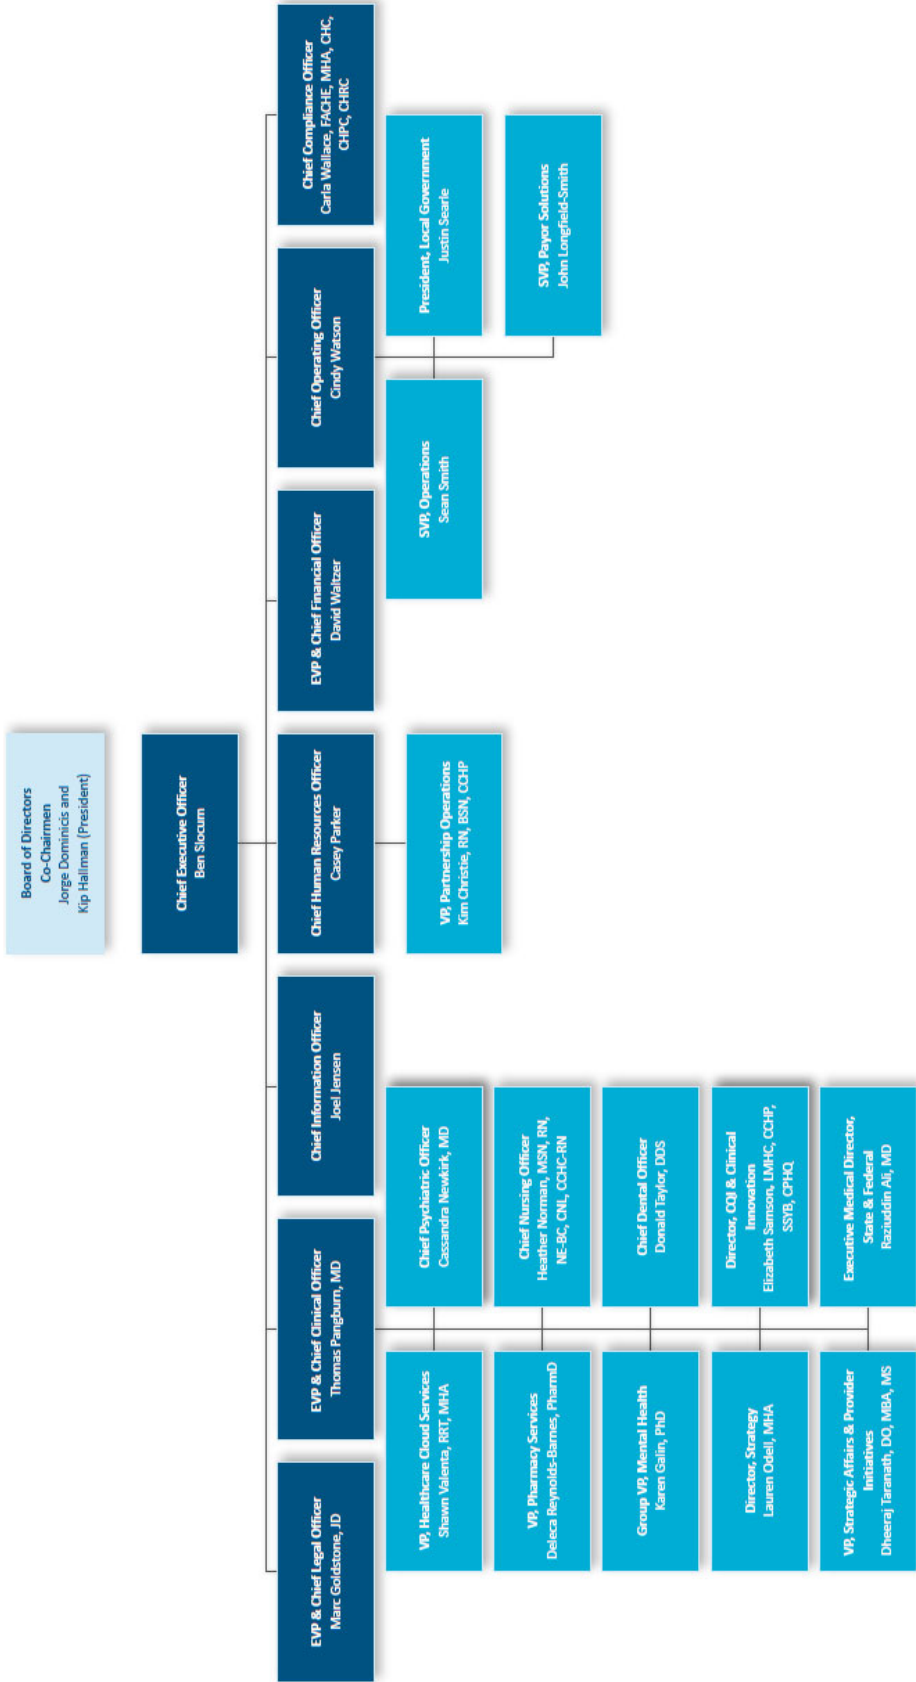 Board of Directors
Co-Chairmen
Jorge Dominicis and
Kip Hallman (President)
Chief Executive Officer
Ben Slocum
EVP & Chief Legal Officer
Marc Goldstone, JD
EVP & Chief Clinical Officer
Thomas Pangburn, MD
Chief Information Officer
Joel Jensen
Chief Human Resources Officer
Casey Parker
EVP & Chief Financial Officer
David Waltzer
Chief Operating Officer
Cindy Watson
Chief Compliance Officer
Carla Wallace, FACHE, MHA, CHC,
CHPC, CHRC
VP, Healthcare Cloud Services
Shawn Valenta, RRT, MHA
Chief Psychiatric Officer
Cassandra Newkirk, MD
VP, Pharmacy Services
Deleca Reynolds-Barnes, PharmD
Chief Nursing Officer
Heather Norman, MSN, RN,
NE-BC, CNL, CCHC-RN
Group VP, Mental Health
Karen Galin, PhD
Chief Dental Officer
Donald Taylor, DDS
Director, Strategy
Lauren Odell, MHA
Director, CQI & Clinical
Innovation
Elizabeth Samson, LMHC, CCHP,
SSYB, CPHQ
VP, Strategic Affairs & Provider
Initiatives
Dheeraj Taranath, DO, MBA, MS
Executive Medical Director,
State & Federal
Raziuddin Ali, MD
VP, Partnership Operations
Kim Christie, RN, BSN, CCHP
SVP, Operations
Sean Smith
President, Local Government
Justin Searle
SVP, Payor Solutions
John Longfield-Smith